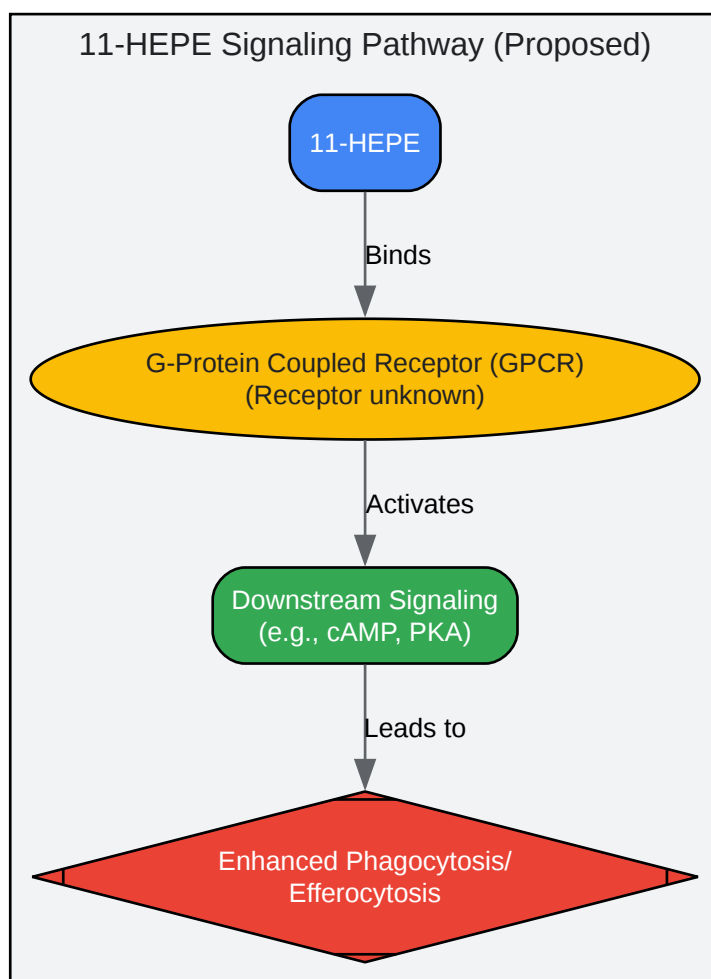 11-HEPE Signaling Pathway (Proposed)
11-HEPE
Binds
G-Protein Coupled Receptor (GPCR)
(Receptor unknown)
Activates
Downstream Signaling
(e.g., cAMP, PKA)
Leads to
Enhanced Phagocytosis/
Efferocytosis